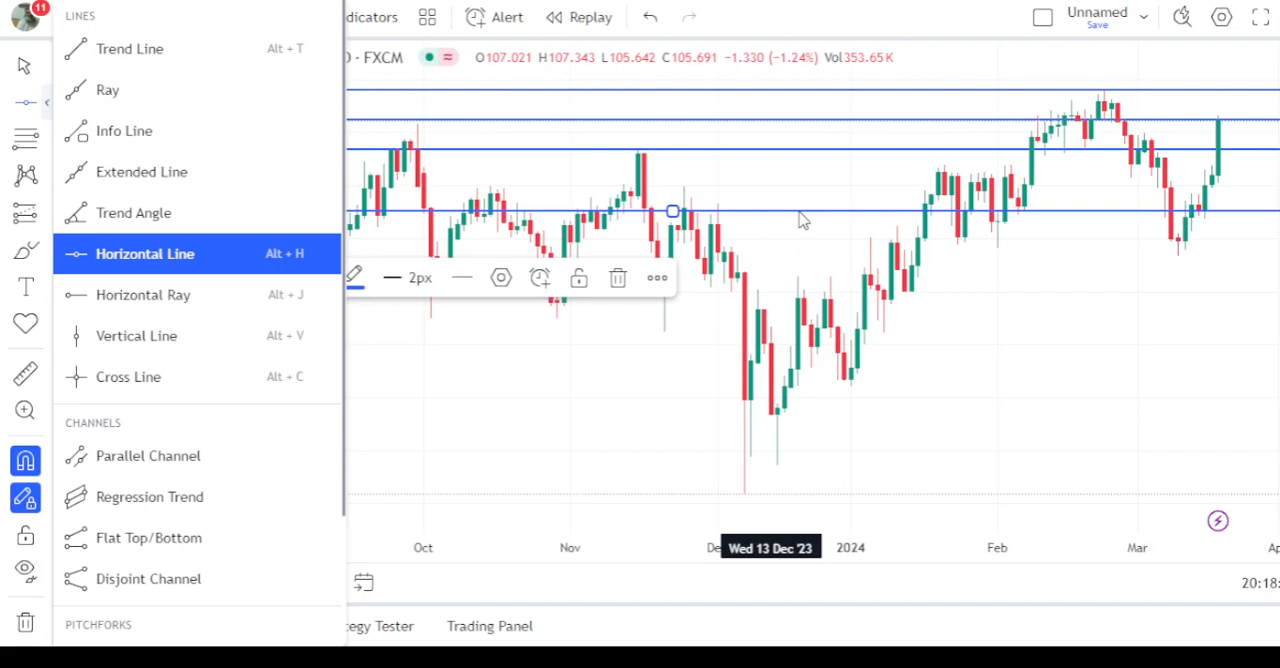 11
LINES
dicators
Alert
Replay
Unnamed
Save
Trend Line Alt + T
· FXCM
O107.021 H107.343 L105.642 C105.691 −1.330 (−1.24%) Vol353.65K
Ray
Info Line
Extended Line
Trend Angle
Horizontal Line Alt + H
2px
Horizontal Ray Alt + J
Vertical Line Alt + V
Cross Line Alt + C
CHANNELS
Parallel Channel
Regression Trend
Flat Top/Bottom
Disjoint Channel
PITCHFORKS
Oct Nov De Wed 13 Dec '23 2024 Feb Mar Ap
20:18:
tegy Tester
Trading Panel